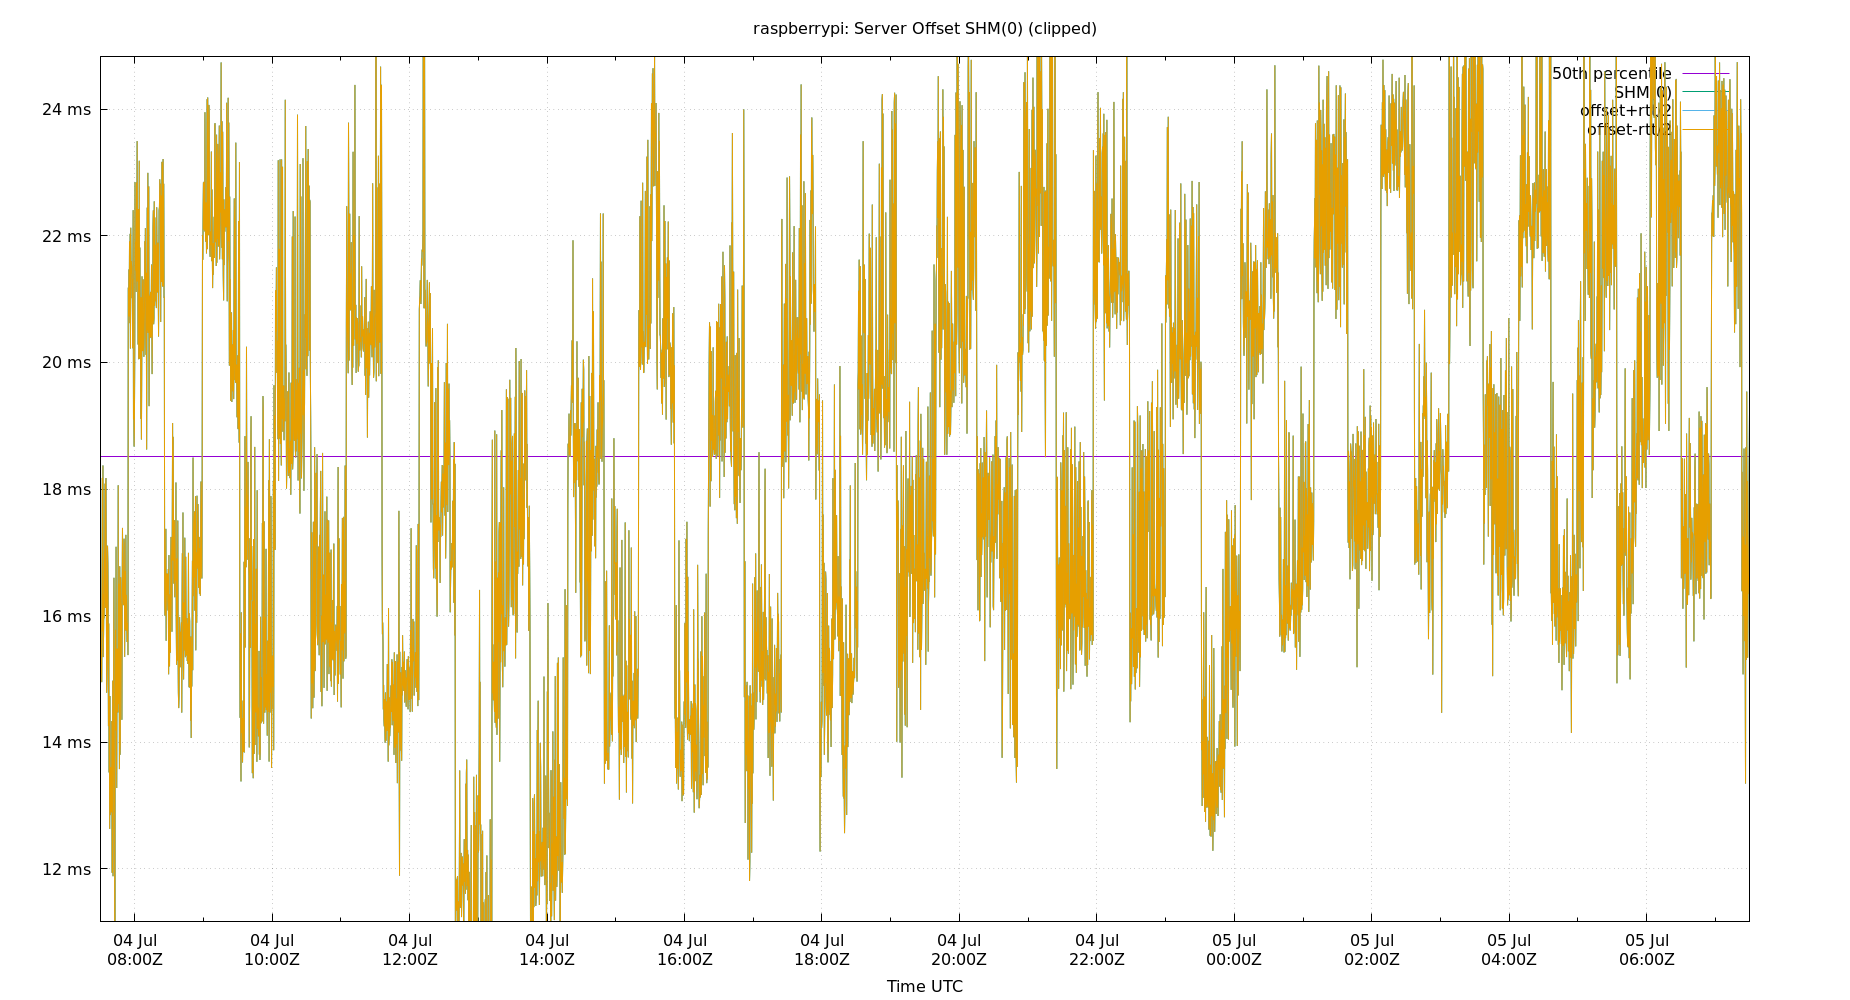 raspberrypi: Server Offset SHM(0) (clipped)
50th percentile
SHM(0)
offset+rtt/2
offset-rtt/2
24 ms
22 ms
20 ms
18 ms
16 ms
14 ms
12 ms
04 Jul 04 Jul 04 Jul 04 Jul 04 Jul 04 Jul 04 Jul 04 Jul 05 Jul 05 Jul 05 Jul 05 Jul
08:00Z 10:00Z 12:00Z 14:00Z 16:00Z 18:00Z 20:00Z 22:00Z 00:00Z 02:00Z 04:00Z 06:00Z
Time UTC